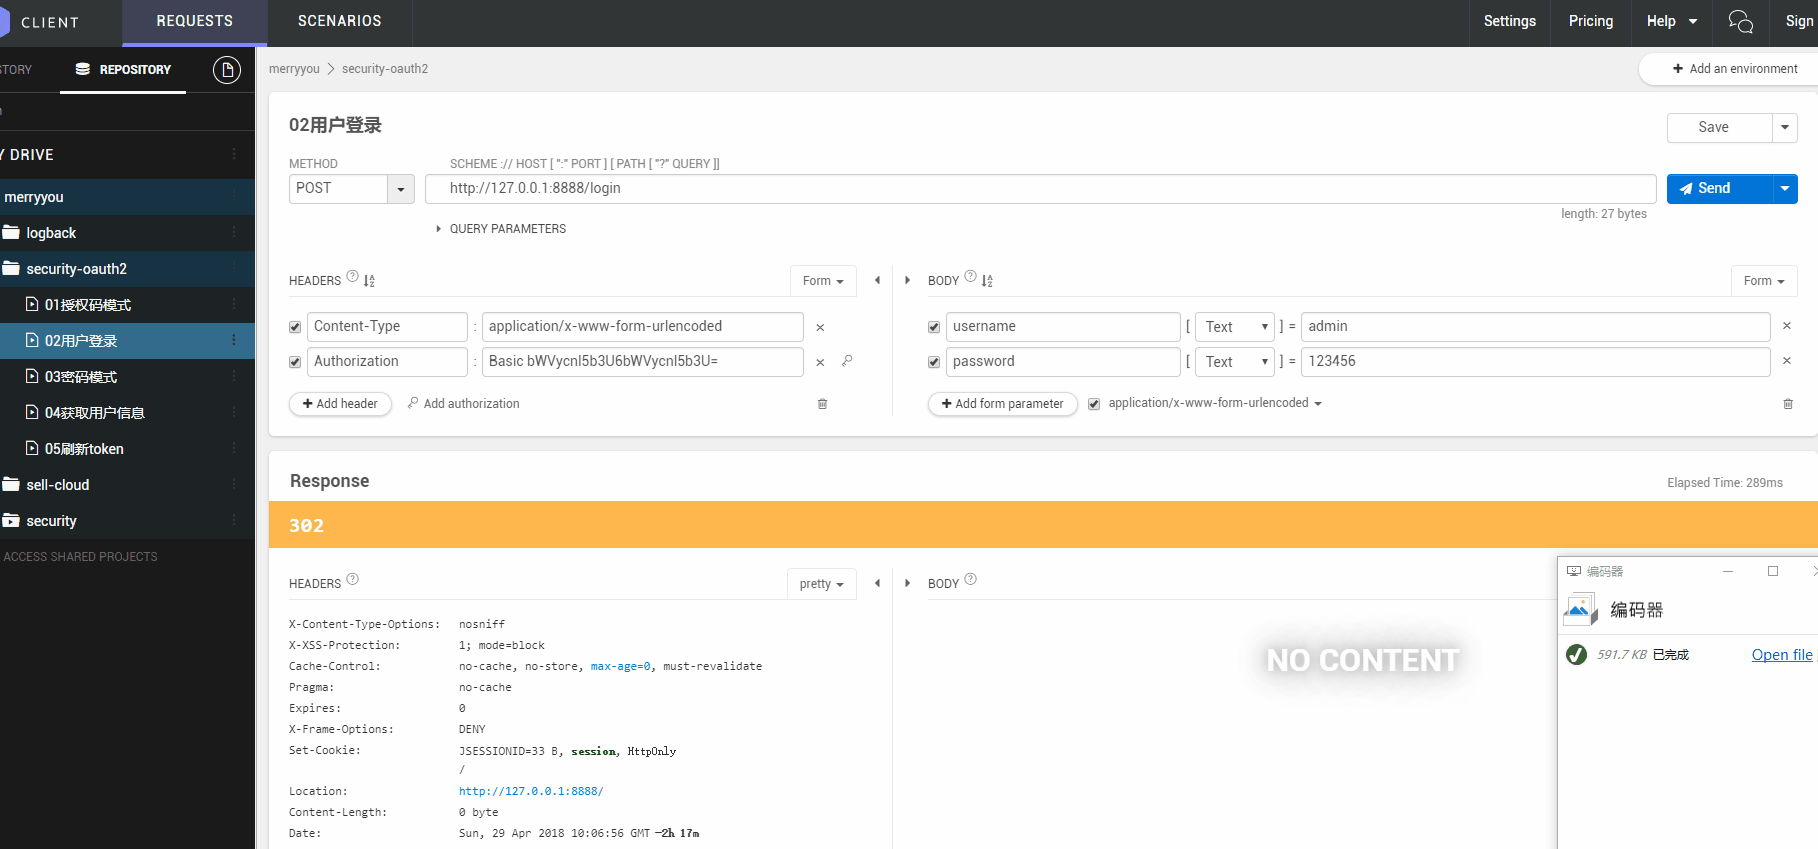 CLIENT
REQUESTS
SCENARIOS
Settings
Pricing
Help
Sign
STORY
REPOSITORY
Y DRIVE
merryyou
logback
security-oauth2
01授权码模式
02用户登录
03密码模式
04获取用户信息
05刷新token
sell-cloud
security
ACCESS SHARED PROJECTS
merryyou > security-oauth2
+ Add an environment
02用户登录
Save
METHOD
SCHEME :// HOST [ ":" PORT ] [ PATH [ "?" QUERY ]]
POST
http://127.0.0.1:8888/login
Send
length: 27 bytes
QUERY PARAMETERS
HEADERS ?
Form
Content-Type : application/x-www-form-urlencoded ×
Authorization : Basic bWVycnl5b3U6bWVycnl5b3U= ×
+ Add header
Add authorization
BODY ?
Form
username [ Text ] = admin ×
password [ Text ] = 123456 ×
+ Add form parameter
application/x-www-form-urlencoded
Response
Elapsed Time: 289ms
302
HEADERS ?
pretty
X-Content-Type-Options: nosniff
X-XSS-Protection: 1; mode=block
Cache-Control: no-cache, no-store, max-age=0, must-revalidate
Pragma: no-cache
Expires: 0
X-Frame-Options: DENY
Set-Cookie: JSESSIONID=33 B, session, HttpOnly
/
Location: http://127.0.0.1:8888/
Content-Length: 0 byte
Date: Sun, 29 Apr 2018 10:06:56 GMT -2h 17m
BODY ?
NO CONTENT
编码器
编码器
591.7 KB 已完成
Open file